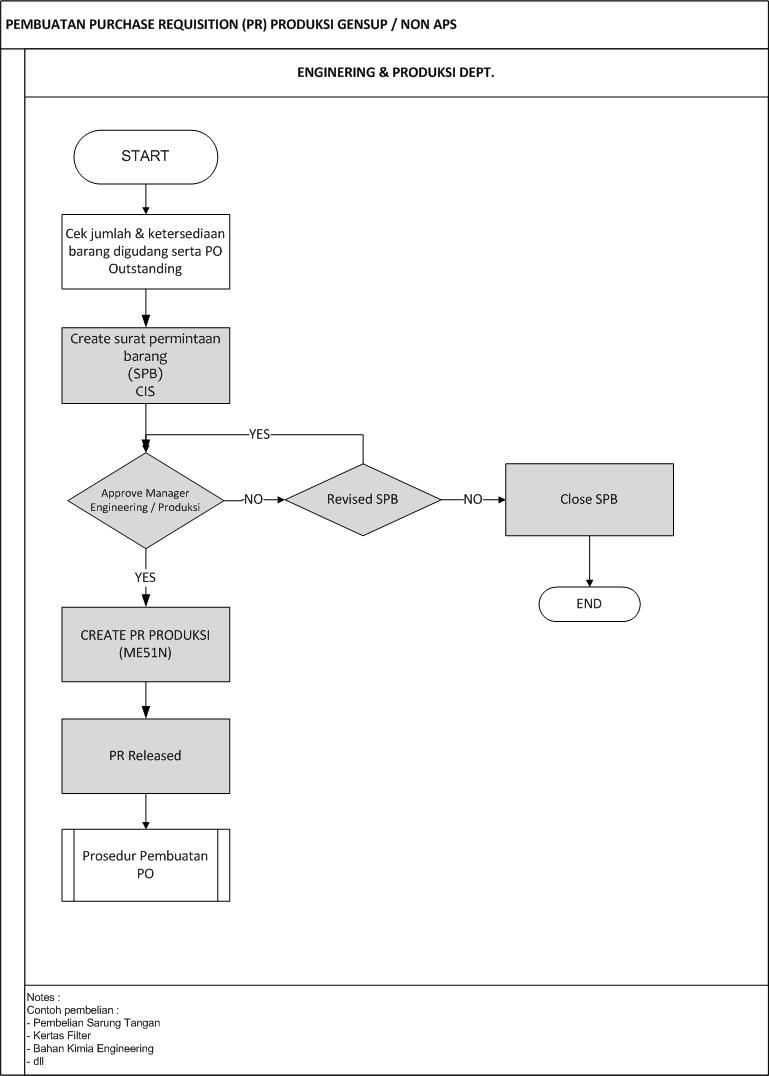 PEMBUATAN PURCHASE REQUISITION (PR) PRODUKSI GENSUP / NON APS
ENGINERING & PRODUKSI DEPT.
START
Cek jumlah & ketersediaan
barang digudang serta PO
Outstanding
Create surat permintaan
barang
(SPB)
CIS
YES
Approve Manager
Engineering / Produksi
NO
Revised SPB
NO
Close SPB
YES
END
CREATE PR PRODUKSI
(ME51N)
PR Released
Prosedur Pembuatan
PO
Notes :
Contoh pembelian :
- Pembelian Sarung Tangan
- Kertas Filter
- Bahan Kimia Engineering
- dll